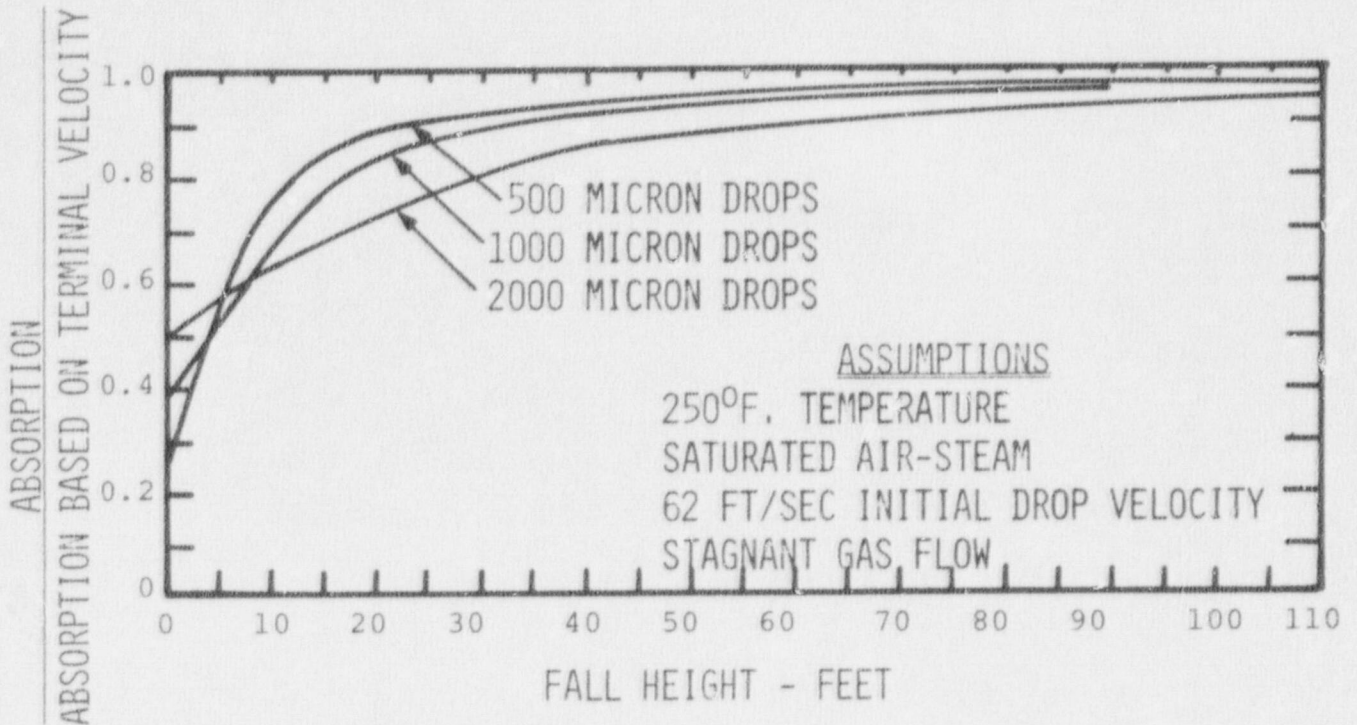 ABSORPTION
ABSORPTION BASED ON TERMINAL VELOCITY
1.0
0.8
0.6
0.4
0.2
0
500 MICRON DROPS
1000 MICRON DROPS
2000 MICRON DROPS
ASSUMPTIONS
250°F. TEMPERATURE
SATURATED AIR-STEAM
62 FT/SEC INITIAL DROP VELOCITY
STAGNANT GAS FLOW
0 10 20 30 40 50 60 70 80 90 100 110
FALL HEIGHT - FEET